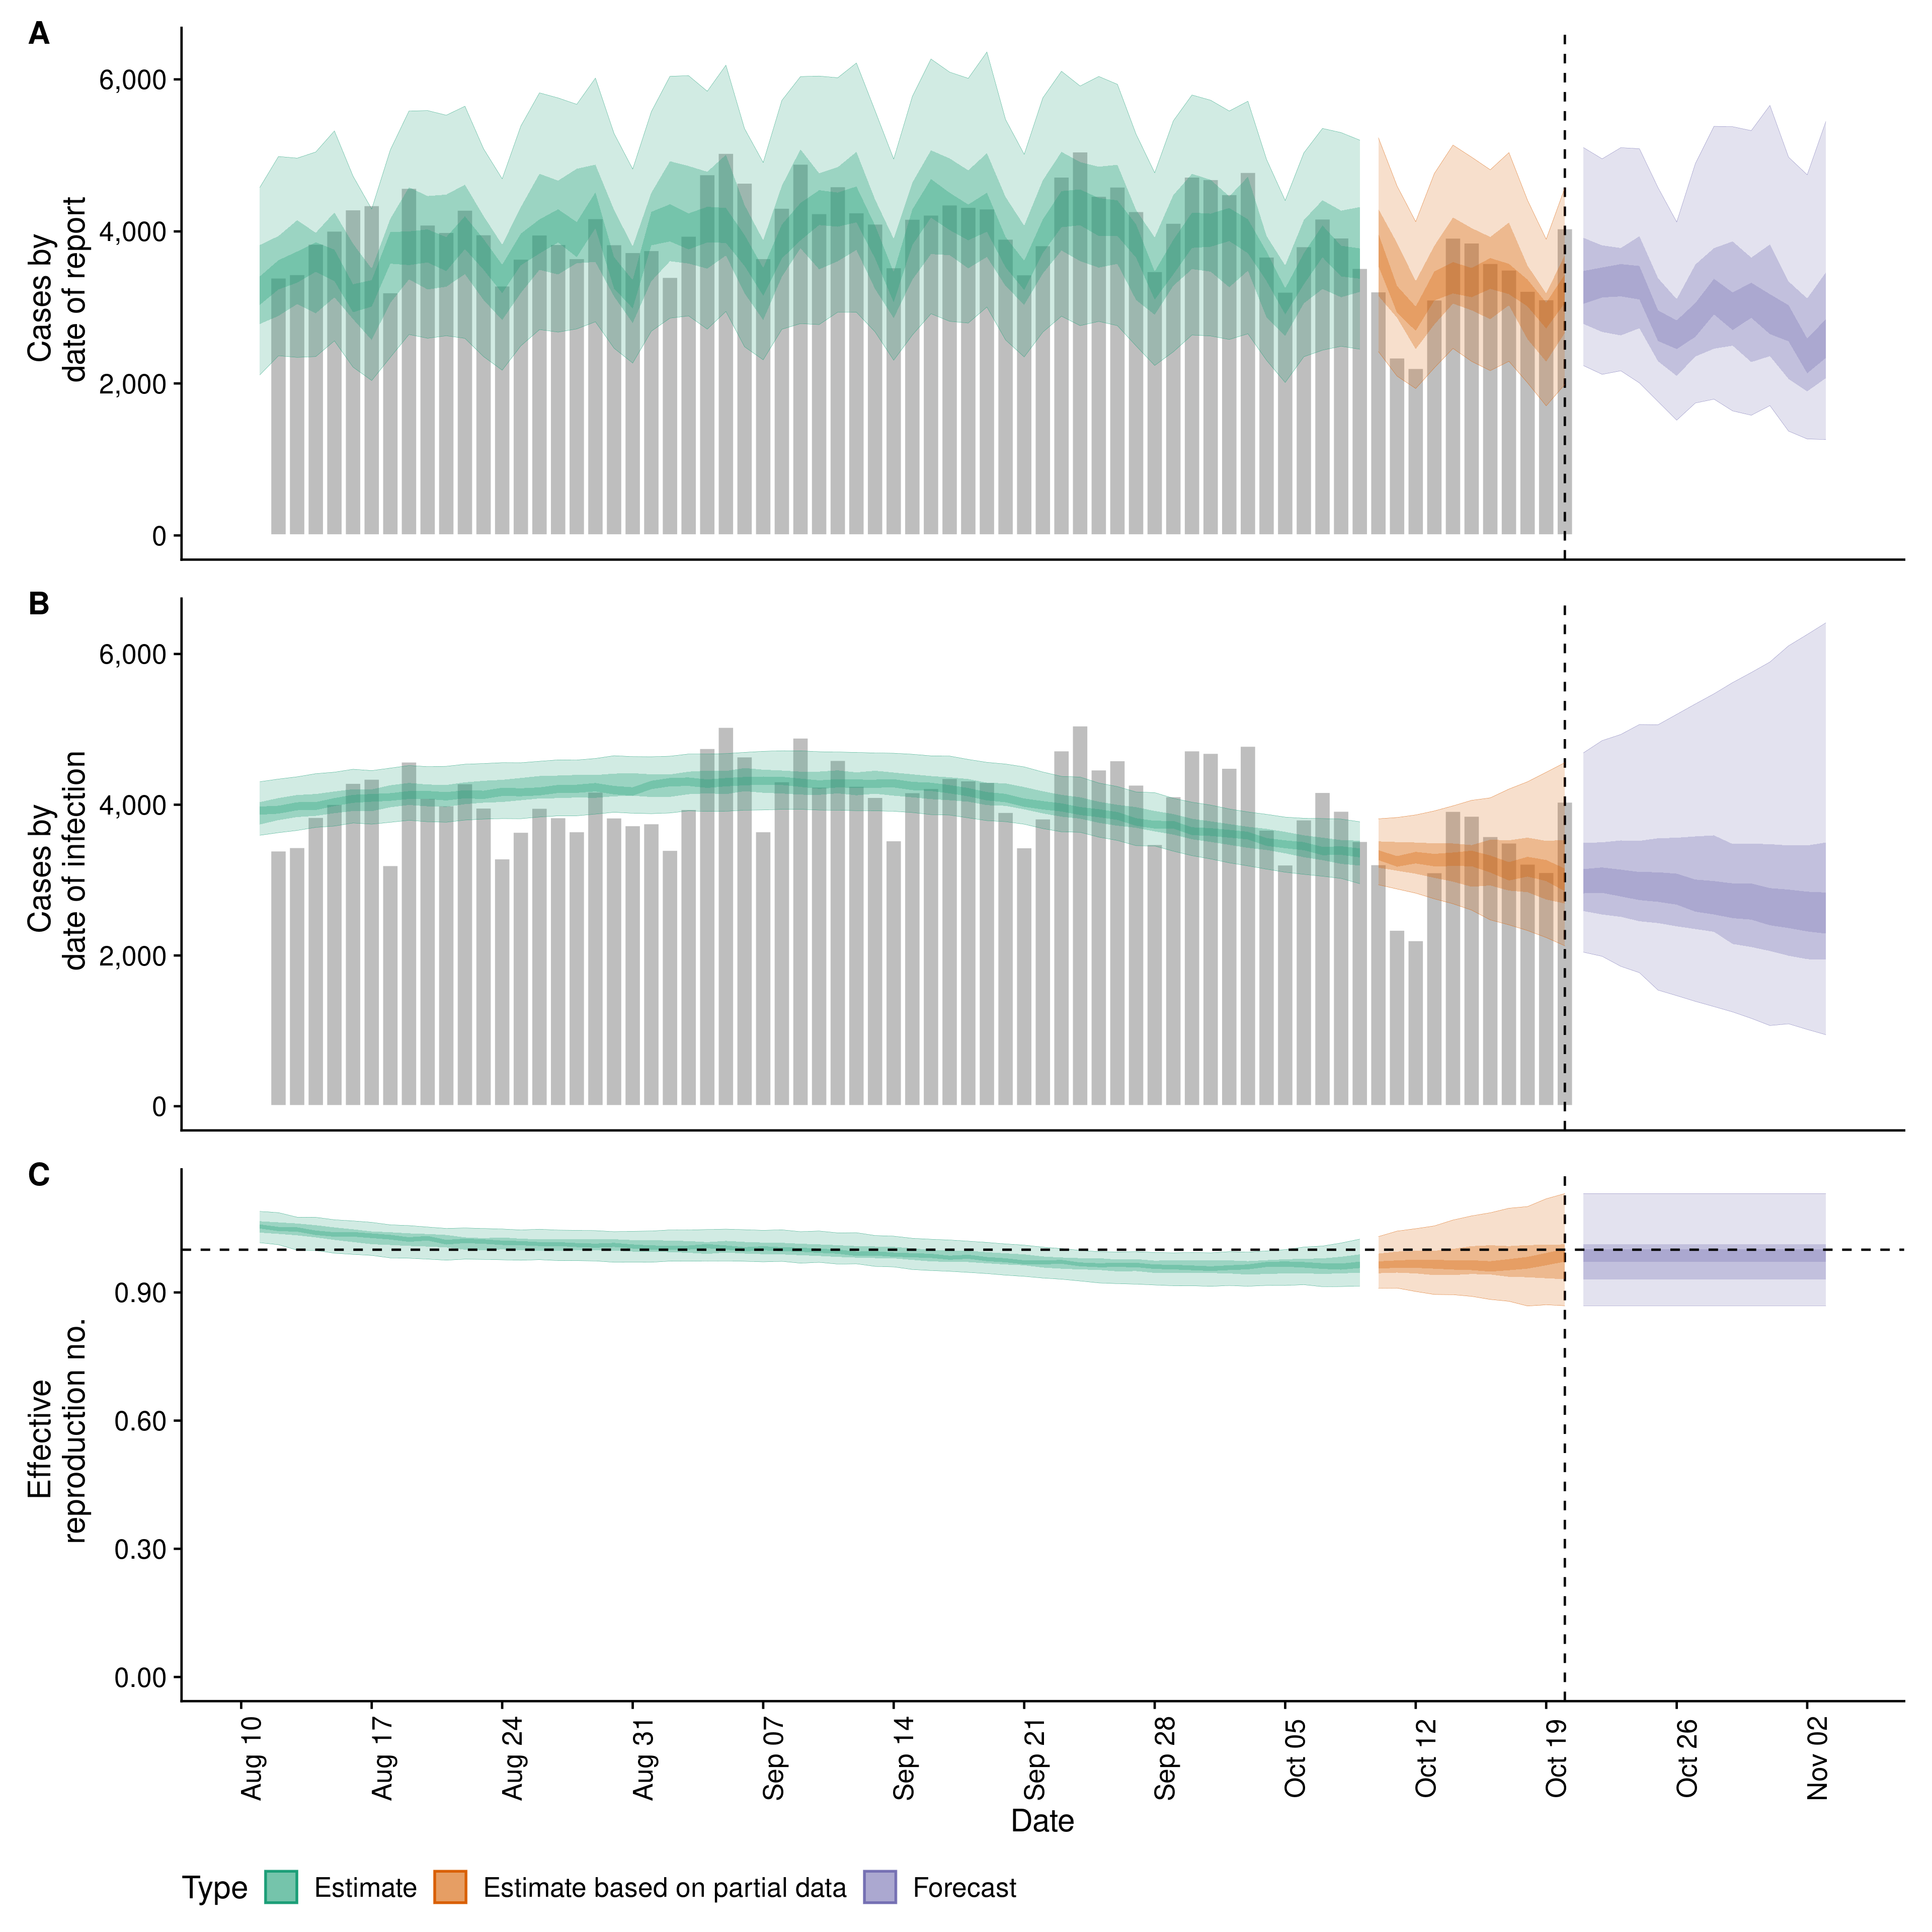 A
Cases by
date of report
6,000
4,000
2,000
0
B
Cases by
date of infection
6,000
4,000
2,000
0
C
Effective
reproduction no.
0.90
0.60
0.30
0.00
Aug 10
Aug 17
Aug 24
Aug 31
Sep 07
Sep 14
Sep 21
Sep 28
Oct 05
Oct 12
Oct 19
Oct 26
Nov 02
Date
Type Estimate Estimate based on partial data Forecast